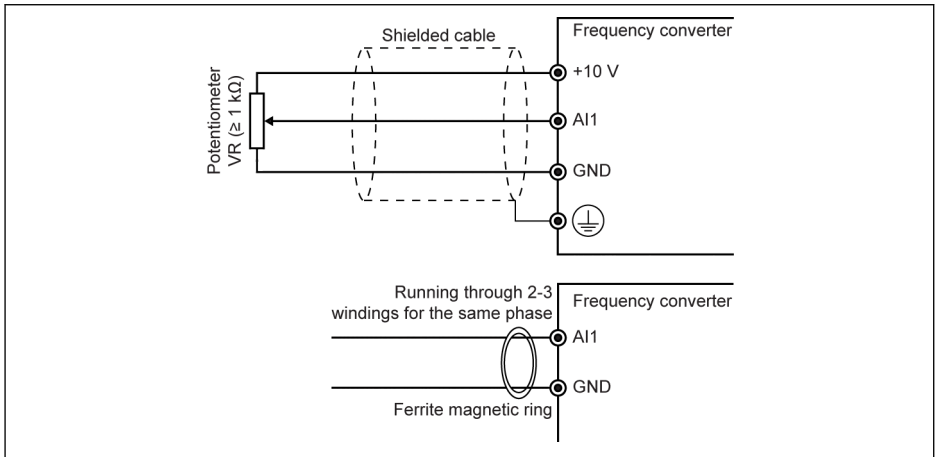 Shielded cable
Frequency converter
+10 V
Potentiometer
VR (≥ 1 kΩ)
AI1
GND
Running through 2-3
windings for the same phase
Frequency converter
AI1
GND
Ferrite magnetic ring